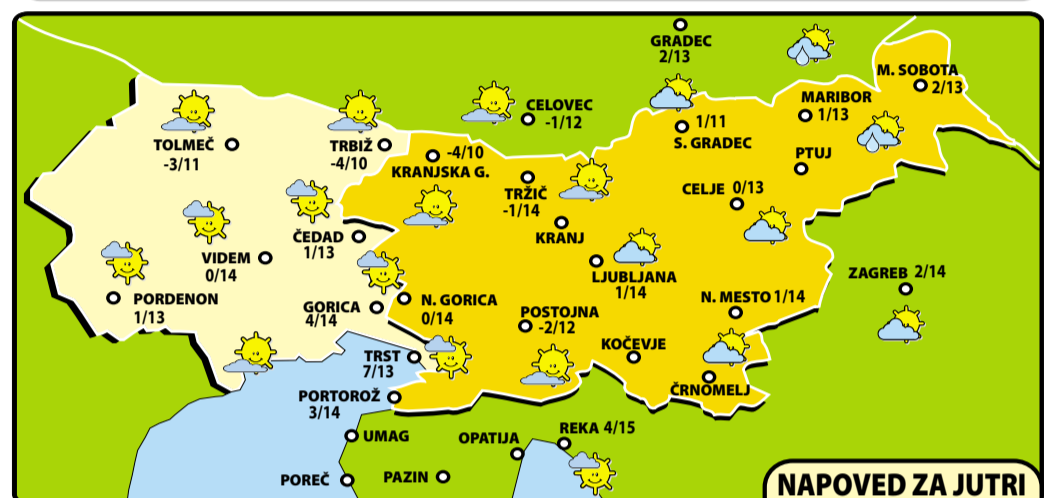 GRADEC
2/13
M. SOBOTA
2/13
CELOVEC
-1/12
MARIBOR
1/13
1/11
S. GRADEC
TOLMEČ
-3/11
TRBIŽ
-4/10
-4/10
KRANJSKA G.
PTUJ
TRŽIČ
-1/14
CELJE 0/13
KRANJ
ČEDAD
1/13
VIDEM
0/14
LJUBLJANA
1/14
ZAGREB 2/14
PORDENON
1/13
GORICA
4/14
N. GORICA
0/14
N. MESTO 1/14
POSTOJNA
-2/12
KOČEVJE
TRST
7/13
ČRNOMELJ
PORTOROŽ
3/14
UMAG
OPATIJA
REKA 4/15
POREČ
PAZIN
NAPOVED ZA JUTRI